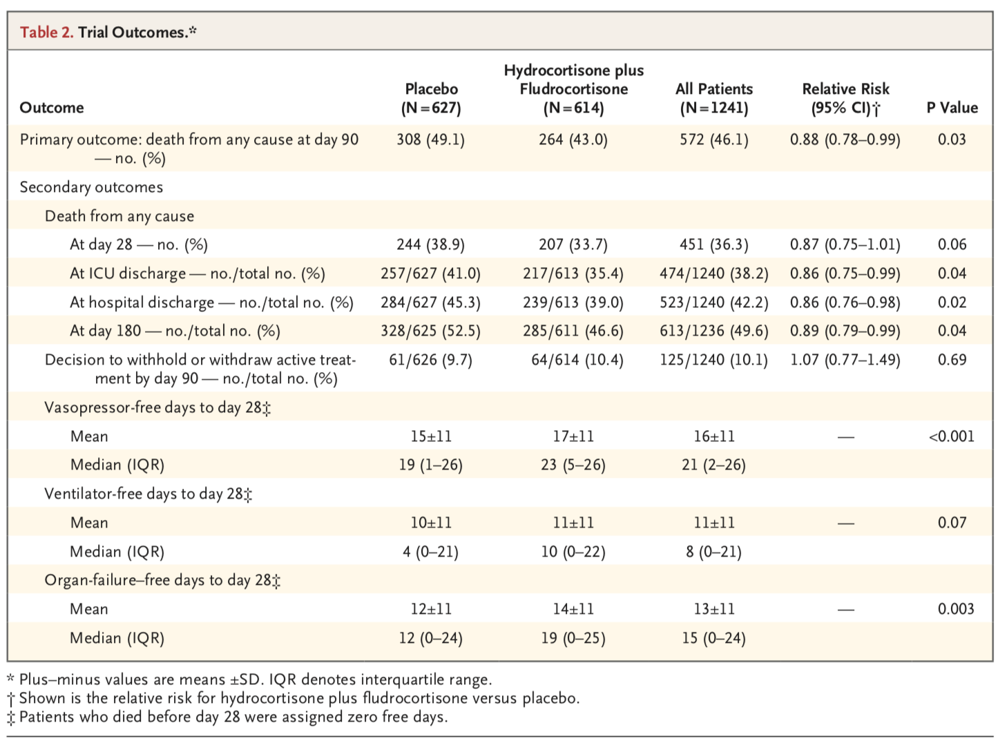 Table 2. Trial Outcomes.*
Outcome Placebo (N=627) Hydrocortisone plus Fludrocortisone (N=614) All Patients (N=1241) Relative Risk (95% CI)† P Value
Primary outcome: death from any cause at day 90 — no. (%) 308 (49.1) 264 (43.0) 572 (46.1) 0.88 (0.78–0.99) 0.03
Secondary outcomes
Death from any cause
At day 28 — no. (%) 244 (38.9) 207 (33.7) 451 (36.3) 0.87 (0.75–1.01) 0.06
At ICU discharge — no./total no. (%) 257/627 (41.0) 217/613 (35.4) 474/1240 (38.2) 0.86 (0.75–0.99) 0.04
At hospital discharge — no./total no. (%) 284/627 (45.3) 239/613 (39.0) 523/1240 (42.2) 0.86 (0.76–0.98) 0.02
At day 180 — no./total no. (%) 328/625 (52.5) 285/611 (46.6) 613/1236 (49.6) 0.89 (0.79–0.99) 0.04
Decision to withhold or withdraw active treat-
ment by day 90 — no./total no. (%) 61/626 (9.7) 64/614 (10.4) 125/1240 (10.1) 1.07 (0.77–1.49) 0.69
Vasopressor-free days to day 28‡
Mean 15±11 17±11 16±11 — <0.001
Median (IQR) 19 (1–26) 23 (5–26) 21 (2–26)
Ventilator-free days to day 28‡
Mean 10±11 11±11 11±11 — 0.07
Median (IQR) 4 (0–21) 10 (0–22) 8 (0–21)
Organ-failure–free days to day 28‡
Mean 12±11 14±11 13±11 — 0.003
Median (IQR) 12 (0–24) 19 (0–25) 15 (0–24)
* Plus–minus values are means ±SD. IQR denotes interquartile range.
† Shown is the relative risk for hydrocortisone plus fludrocortisone versus placebo.
‡ Patients who died before day 28 were assigned zero free days.